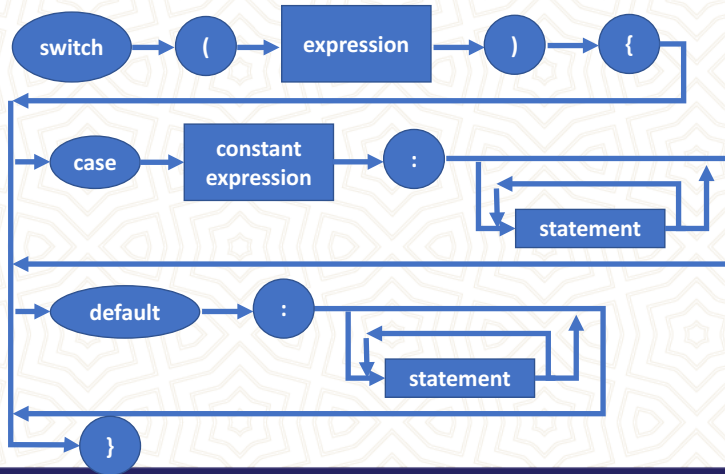 switch ( expression ) {
case constant expression :
statement
default :
statement
}